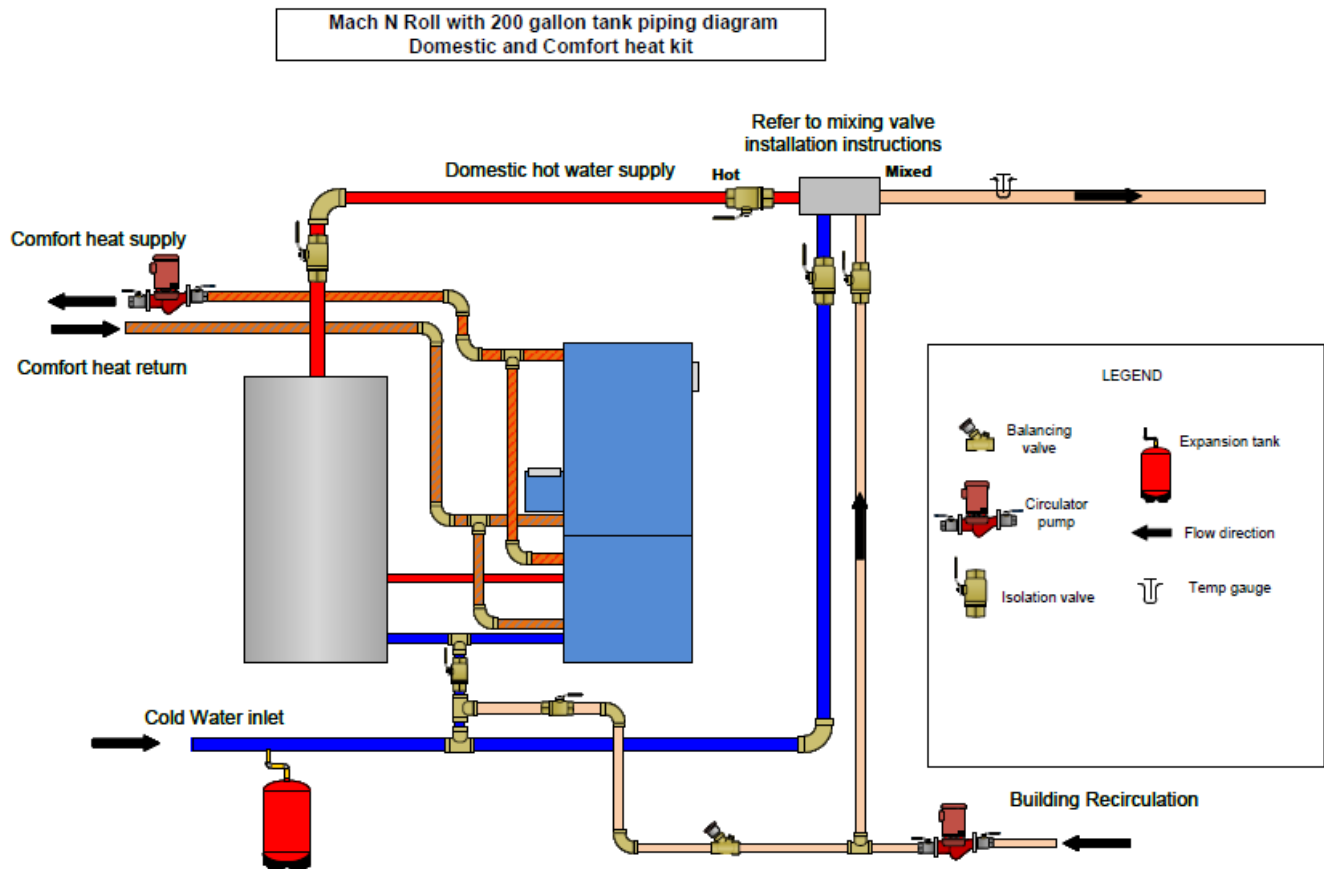 Mach N Roll with 200 gallon tank piping diagram
Domestic and Comfort heat kit
Refer to mixing valve
installation instructions
Domestic hot water supply
Hot
Mixed
Comfort heat supply
Comfort heat return
LEGEND
Balancing
valve
Expansion tank
Circulator
pump
Flow direction
Isolation valve
Temp gauge
Cold Water inlet
Building Recirculation